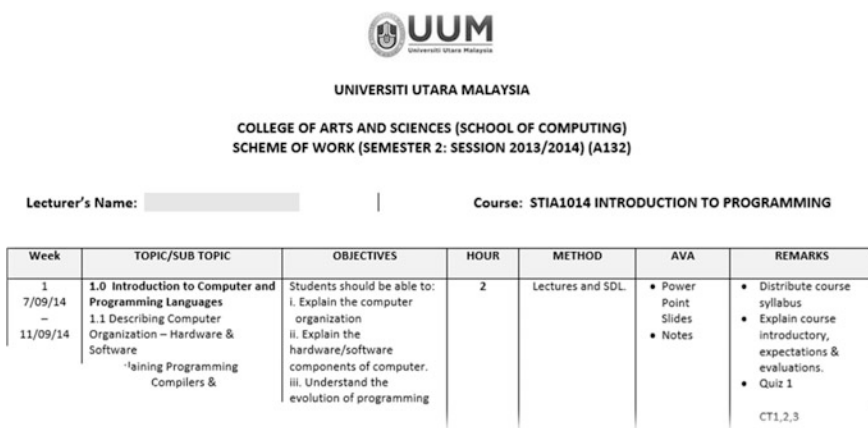 UUM
Universiti Utara Malaysia
UNIVERSITI UTARA MALAYSIA
COLLEGE OF ARTS AND SCIENCES (SCHOOL OF COMPUTING)
SCHEME OF WORK (SEMESTER 2: SESSION 2013/2014) (A132)
Lecturer's Name:
Course: STIA1014 INTRODUCTION TO PROGRAMMING
Week
TOPIC/SUB TOPIC
OBJECTIVES
HOUR
METHOD
AVA
REMARKS
1
7/09/14
–
11/09/14
1.0 Introduction to Computer and
Programming Languages
1.1 Describing Computer
Organization – Hardware &
Software
Programming
Compilers &
Students should be able to:
i. Explain the computer
organization
ii. Explain the
hardware/software
components of computer.
iii. Understand the
evolution of programming
2
Lectures and SDL.
• Power
Point
Slides
• Notes
• Distribute course
syllabus
• Explain course
introductory,
expectations &
evaluations.
• Quiz 1
CT1,2,3